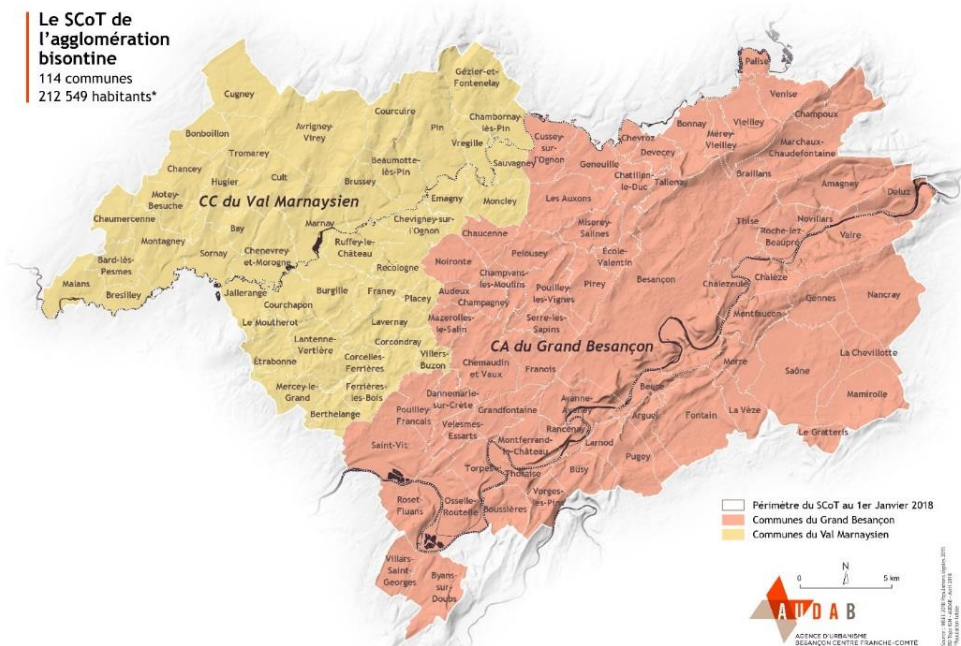 Le SCoT de
l'agglomération
bisontine
114 communes
212 549 habitants*
Gézier-et-
Fontenelay
Cugney
Palise
Courcuire
Venise
Chambornay-
lès-Pin
Champoux
Bonboillon
Avrigney-
Virey
Pin
Vregille
Cussey-
sur-
l'Ognon
Chevroz
Bonnay
Vieilley
Mérey-
Vieilley
Marchaux-
Chaudefontaine
Tromarey
Beaumotte-
lès-Pin
Sauvagney
Geneuille
Devecey
Chancey
Hugier
Cult
Brussey
Chatillon-
le-Duc
Tallenay
Braillans
Amagney
Deluz
Motey-
Besuche
CC du Val Marnaysien
Emagny
Moncley
Les Auxons
Chaumercenne
Bay
Marnay
Chevigney-sur-
l'Ognon
Chaucenne
Miserey-
Salines
Thise
Novillars
Roche-lez-
Beaupré
Vaire
Montagney
Sornay
Chenevrey-
et-Morogne
Ruffey-le-
Château
Pelousey
École-
Valentin
Bard-lès-
Pesmes
Recologne
Noironte
Champvans-
les-Moulins
Pouilley-
les-Vignes
Pirey
Besançon
Chalezeule
Chalèze
Malans
Bresilley
Jallerange
Burgille
Franey
Placey
Audeux
Champagney
Gennes
Nancray
Courchapon
Mazerolles-
le-Salin
Serre-les-
Sapins
Montfaucon
Le Moutherot
Lavernay
Lantenne-
Vertière
Corcondray
CA du Grand Besançon
Étrabonne
Corcelles-
Ferrières
Villers-
Buzon
Chemaudin
et Vaux
Franois
Morre
La Chevillotte
Saône
Mercey-le-
Grand
Ferrières-
les-Bois
Dannemarie-
sur-Crète
Beure
Mamirolle
Berthelange
Pouilley-
Francais
Grandfontaine
Avanne-
Aveney
Arguel
Fontain
La Vèze
Velesmes-
Essarts
Rancenay
Saint-Vit
Montferrand-
le-Château
Larnod
Le Gratteris
Pugey
Torpes
Thoraise
Busy
Roset-
Fluans
Osselle-
Routelle
Boussières
Vorges-
les-Pins
Villars-
Saint-
Georges
Byans-
sur-
Doubs
Périmètre du SCoT au 1er Janvier 2018
Communes du Grand Besançon
Communes du Val Marnaysien
N
0 5 km
AUDAB
AGENCE D'URBANISME
BESANÇON CENTRE FRANCHE-COMTÉ